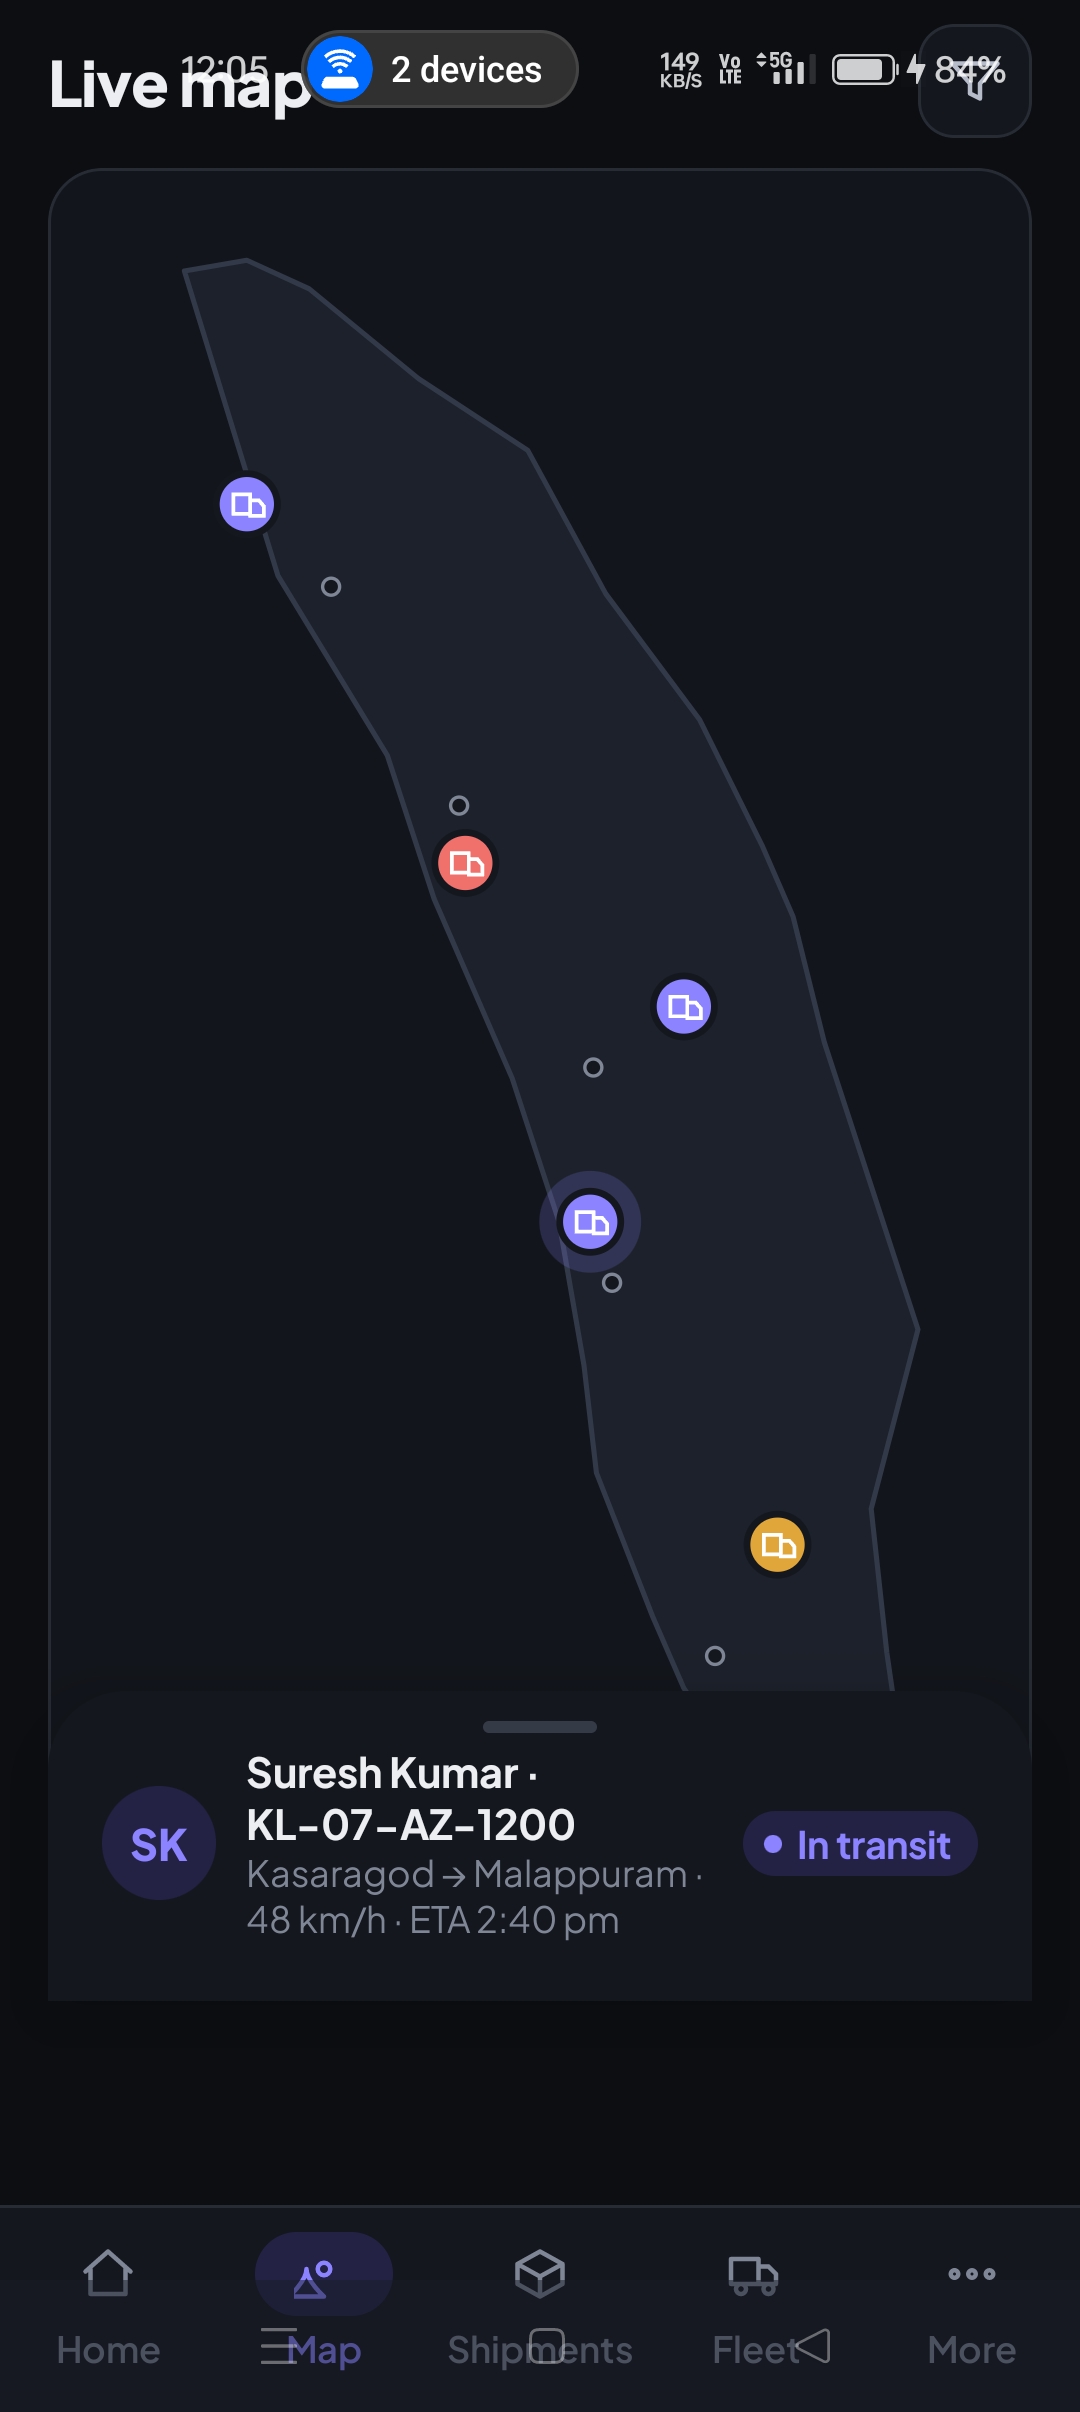 12:05
2 devices
149 KB/S
Vo LTE
5G
84%
Live map
SK
Suresh Kumar ·
KL-07-AZ-1200
Kasaragod → Malappuram ·
48 km/h · ETA 2:40 pm
In transit
Home
Map
Shipments
Fleet
More